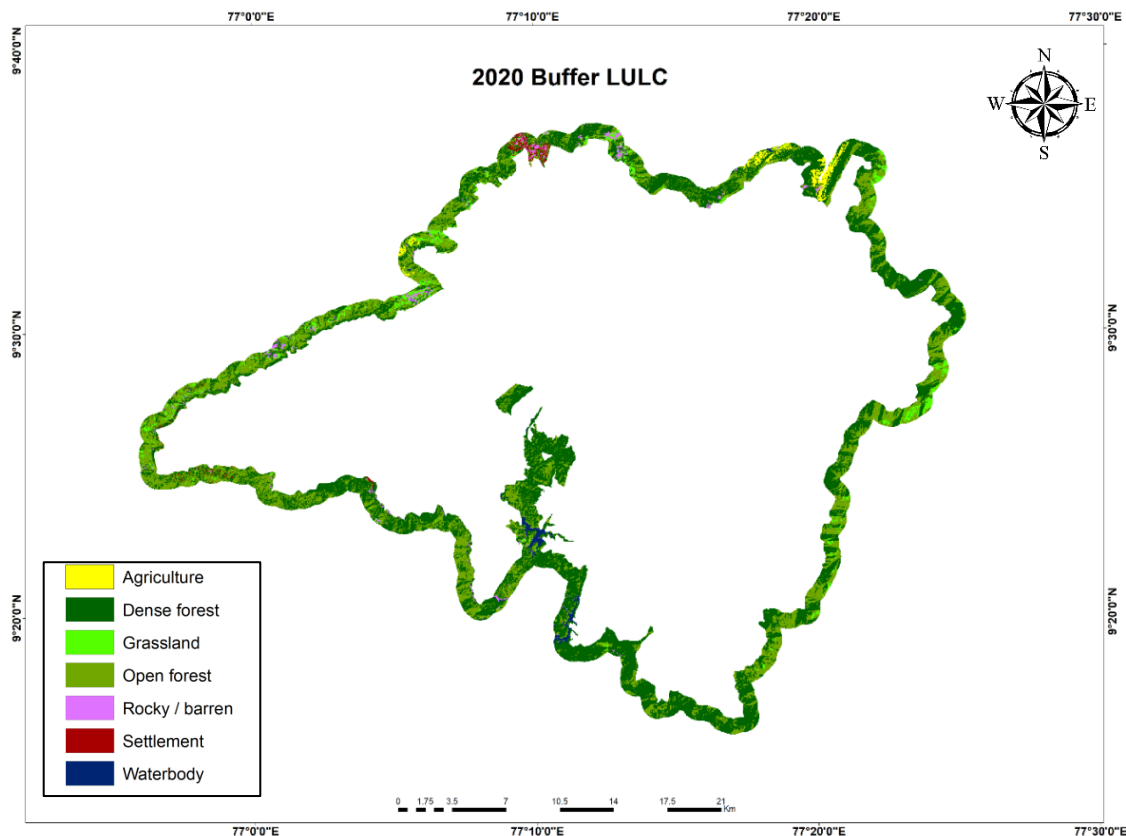 77°0'0"E 77°10'0"E 77°20'0"E 77°30'0"E
9°40'0"N
2020 Buffer LULC
N
W E
S
9°30'0"N 9°30'0"N
9°20'0"N 9°20'0"N
Agriculture
Dense forest
Grassland
Open forest
Rocky / barren
Settlement
Waterbody
0 1.75 3.5 7 10.5 14 17.5 21
Km
77°0'0"E 77°10'0"E 77°20'0"E 77°30'0"E